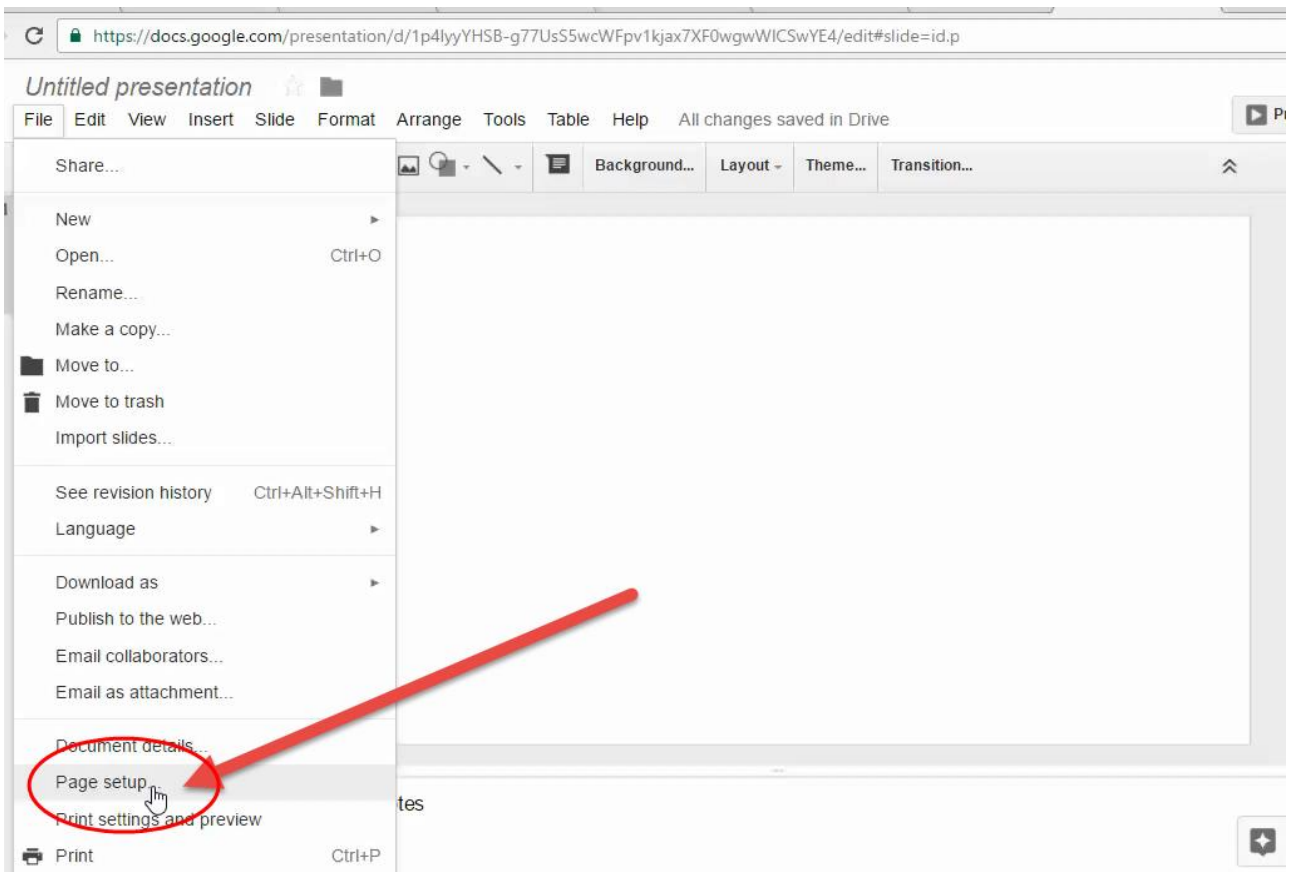 https://docs.google.com/presentation/d/1p4lyyYHSB-g77UsS5wcWFpv1kjax7XF0wgwWICSwYE4/edit#slide=id.p
Untitled presentation
File Edit View Insert Slide Format Arrange Tools Table Help All changes saved in Drive
Share...
Background... Layout Theme... Transition...
New
Open... Ctrl+O
Rename...
Make a copy...
Move to...
Move to trash
Import slides...
See revision history Ctrl+Alt+Shift+H
Language
Download as
Publish to the web...
Email collaborators...
Email as attachment...
Document details...
Page setup...
Print settings and preview
Print Ctrl+P